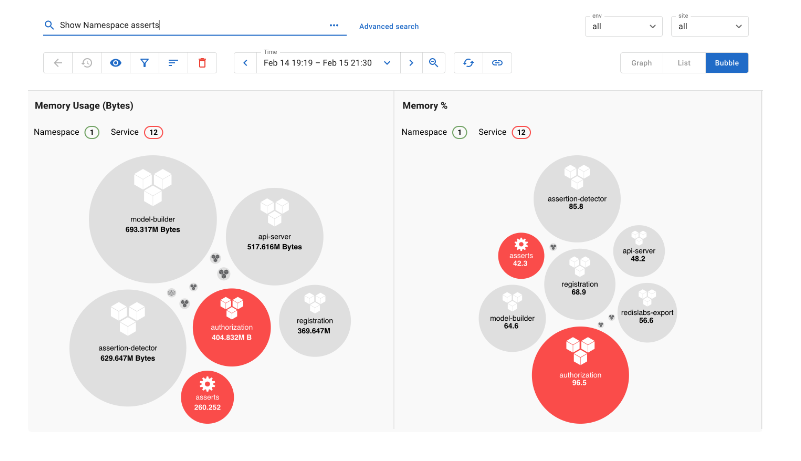 Show Namespace asserts
Advanced search
env
all
site
all
Time
Feb 14 19:19 – Feb 15 21:30
Graph
List
Bubble
Memory Usage (Bytes)
Namespace 1 Service 12
model-builder
693.317M Bytes
api-server
517.616M Bytes
assertion-detector
629.647M Bytes
authorization
404.832M B
registration
369.647M
asserts
260.252
Memory %
Namespace 1 Service 12
assertion-detector
85.8
asserts
42.3
api-server
48.2
registration
68.9
model-builder
64.6
redislabs-export
56.6
authorization
96.5